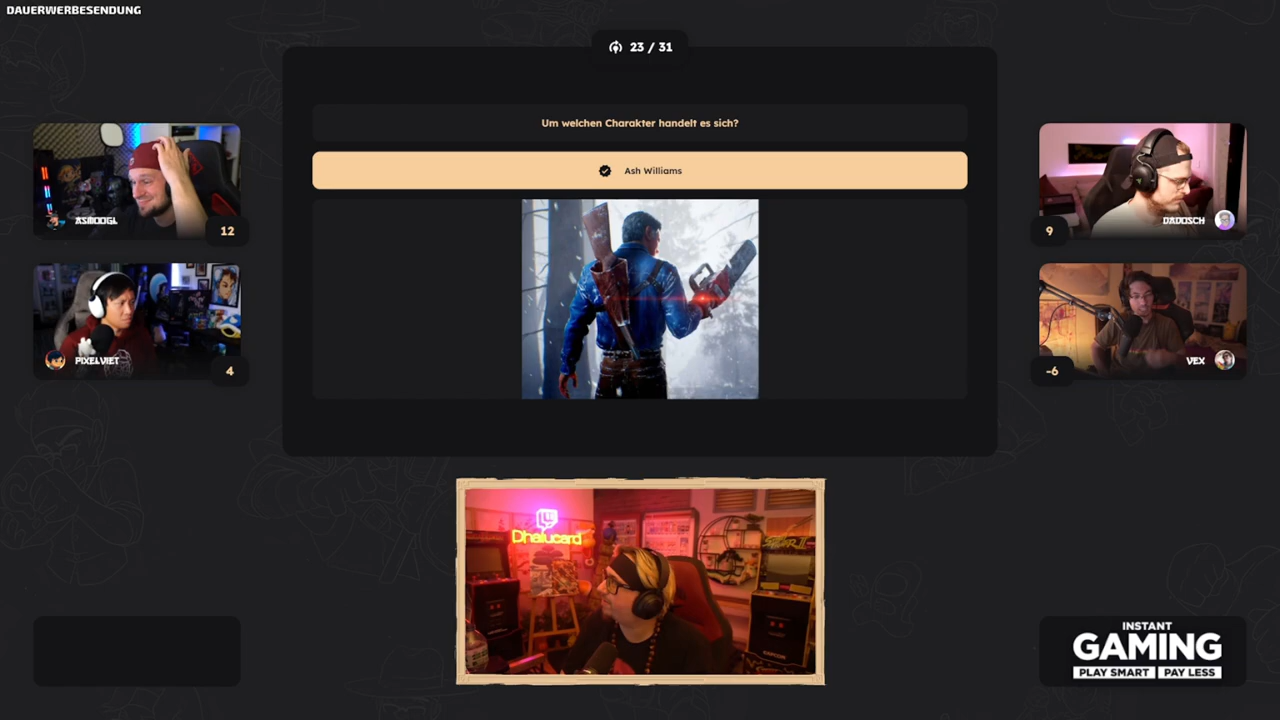 DAUERWERBESENDUNG
23 / 31
Um welchen Charakter handelt es sich?
Ash Williams
ASMOOGL
12
DADOSCH
9
PIXELVIET
4
VEX
-6
Dhalucard
CAPCOM
INSTANT
GAMING
PLAY SMART PAY LESS